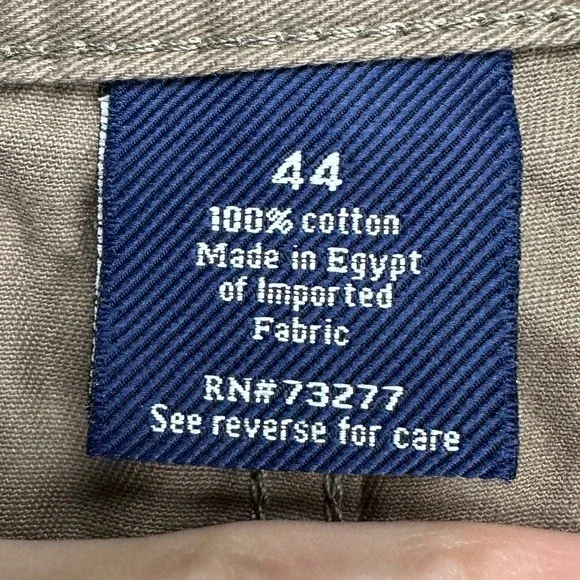 44
100% cotton
Made in Egypt
of Imported
Fabric
RN#73277
See reverse for care